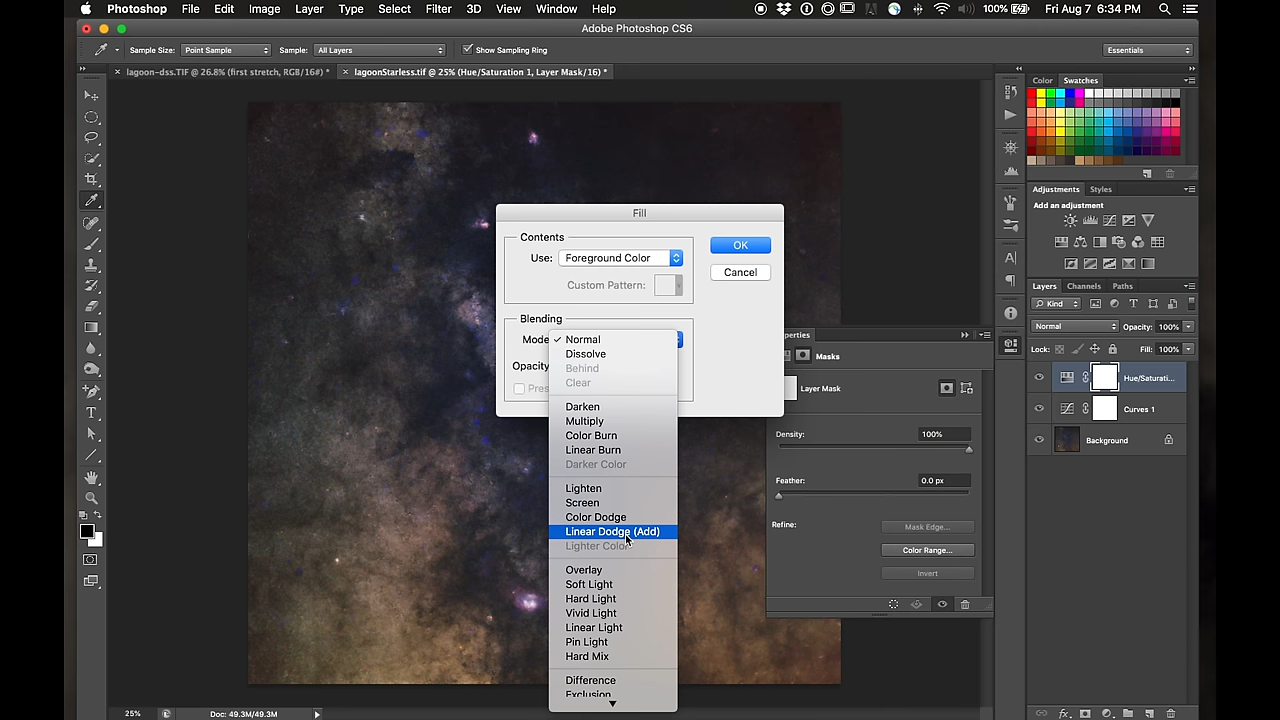 Photoshop File Edit Image Layer Type Select Filter 3D View Window Help 100% Fri Aug 7 6:34 PM
Adobe Photoshop CS6
Sample Size: Point Sample Sample: All Layers Show Sampling Ring Essentials
lagoon-dss.TIF @ 26.8% (first stretch, RGB/16#) * lagoonStarless.tif @ 25% (Hue/Saturation 1, Layer Mask/16) *
Color Swatches
Adjustments Styles
Add an adjustment
Fill
Contents
Use: Foreground Color
Custom Pattern:
OK
Cancel
Blending
Mode
Opacity
Pres
Normal
Dissolve
Behind
Clear
Darken
Multiply
Color Burn
Linear Burn
Darker Color
Lighten
Screen
Color Dodge
Linear Dodge (Add)
Lighter Color
Overlay
Soft Light
Hard Light
Vivid Light
Linear Light
Pin Light
Hard Mix
Difference
Exclusion
perties
Masks
Layer Mask
Density: 100%
Feather: 0.0 px
Refine:
Mask Edge...
Color Range...
Invert
Layers Channels Paths
Kind
Normal Opacity: 100%
Lock: Fill: 100%
Hue/Saturati...
Curves 1
Background
25% Doc: 49.3M/49.3M